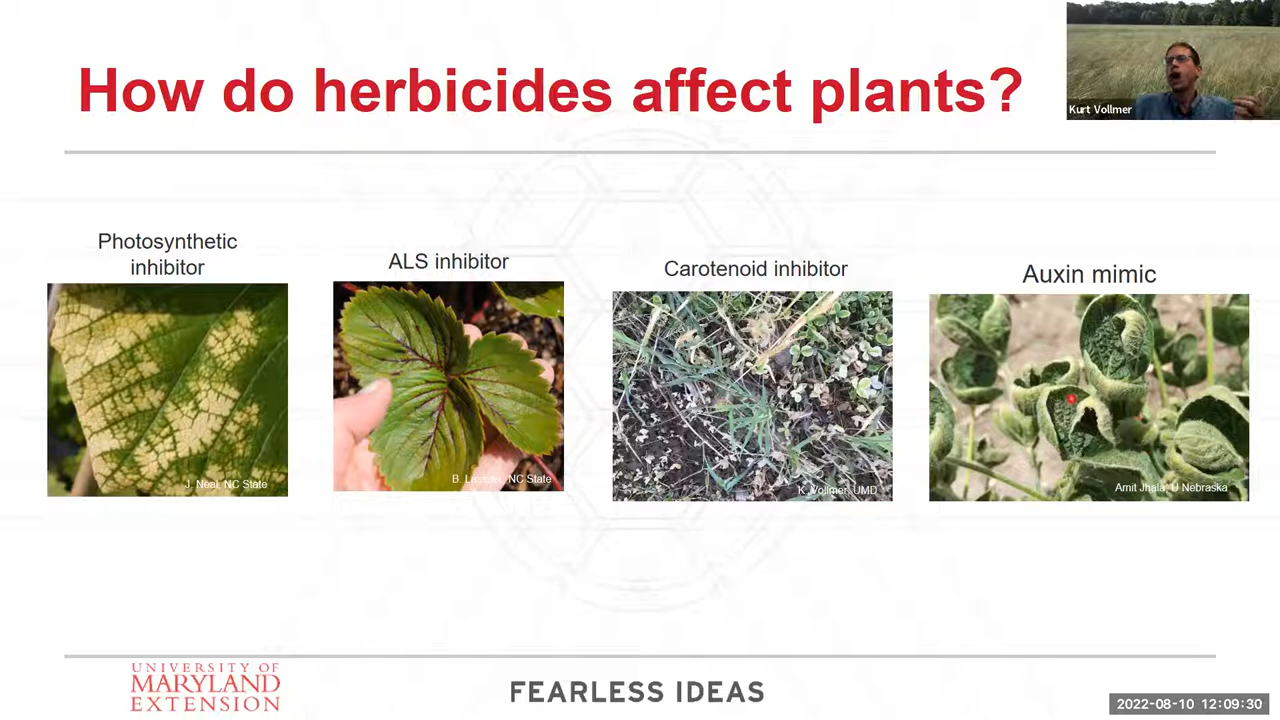 How do herbicides affect plants?
Kurt Vollmer
Photosynthetic
inhibitor
ALS inhibitor
Carotenoid inhibitor
Auxin mimic
J. Neal, NC State
B. NC State
K. Vollmer, UMD
Amit Jhala, U Nebraska
UNIVERSITY OF
MARYLAND
EXTENSION
FEARLESS IDEAS
2022-08-10 12:09:30